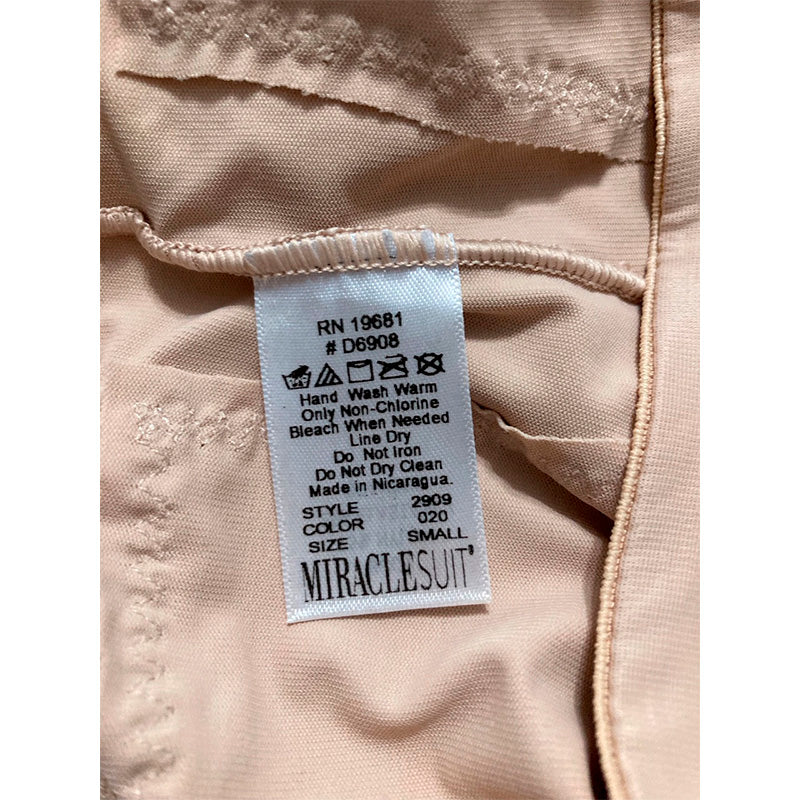 RN 19681
# D6908
Hand Wash Warm
Only Non-Chlorine
Bleach When Needed
Line Dry
Do Not Iron
Do Not Dry Clean
Made in Nicaragua.
STYLE 2909
COLOR 020
SIZE SMALL
MIRACLESUIT®